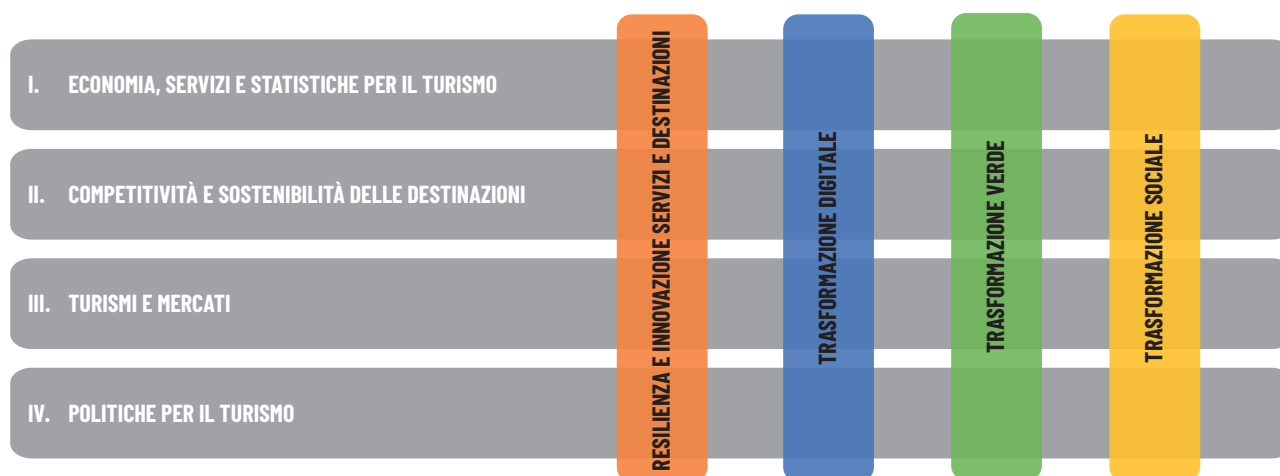 I. ECONOMIA, SERVIZI E STATISTICHE PER IL TURISMO
II. COMPETITIVITÀ E SOSTENIBILITÀ DELLE DESTINAZIONI
III. TURISMI E MERCATI
IV. POLITICHE PER IL TURISMO
RESILIENZA E INNOVAZIONE SERVIZI E DESTINAZIONI
TRASFORMAZIONE DIGITALE
TRASFORMAZIONE VERDE
TRASFORMAZIONE SOCIALE